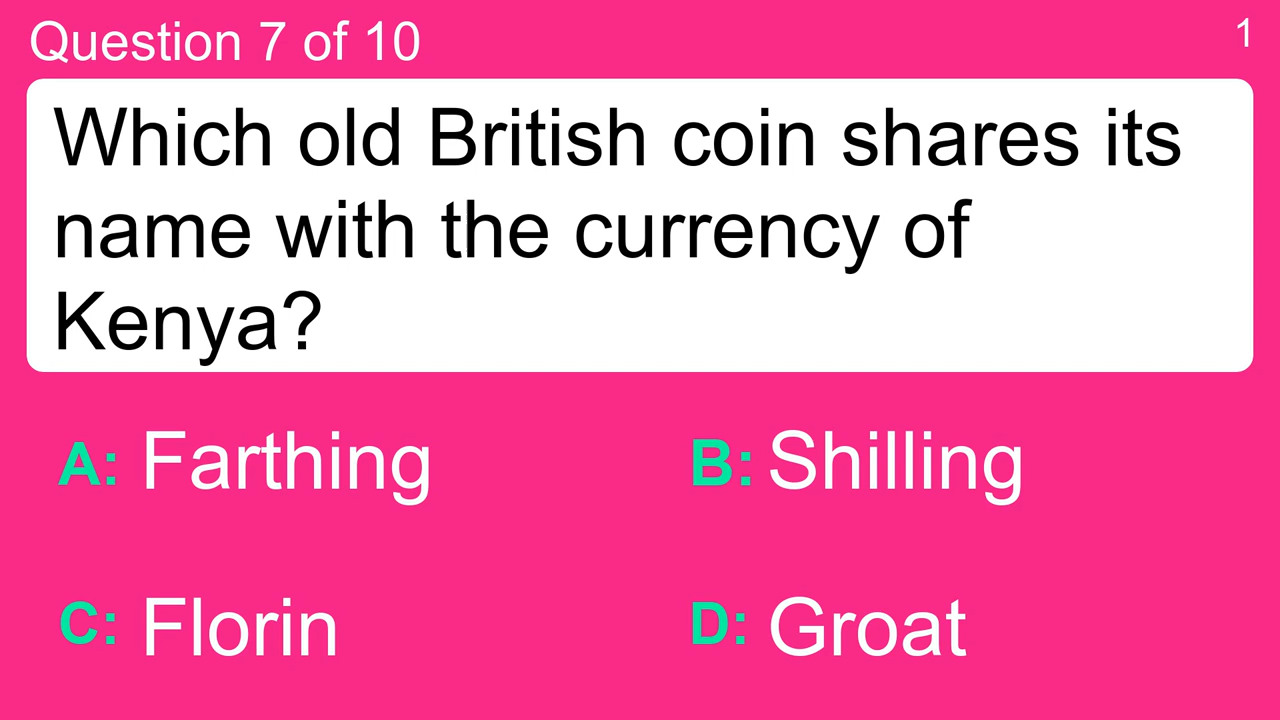 Question 7 of 10
1
Which old British coin shares its
name with the currency of
Kenya?
A: Farthing
B: Shilling
C: Florin
D: Groat